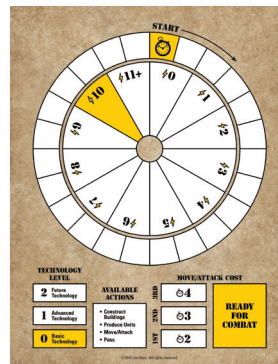 START
0
1
2
3
4
5
6
7
8
9
10
11+
TECHNOLOGY
LEVEL
2 Future
Technology
1 Advanced
Technology
0 Basic
Technology
AVAILABLE
ACTIONS
• Construct
Buildings
• Produce Units
• Move/Attack
• Pass
MOVE/ATTACK COST
3RD 4
2ND 3
1ST 2
READY
FOR
COMBAT